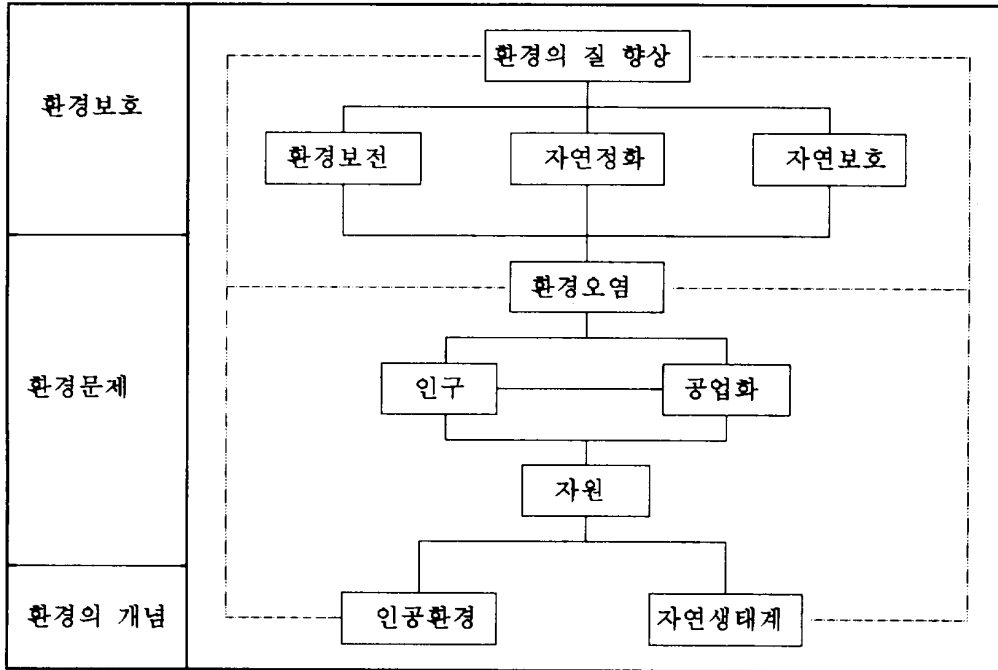 환경의 질 향상
환경보호
환경보전 자연정화 자연보호
환경오염
환경문제
인구 공업화
자원
환경의 개념
인공환경 자연생태계